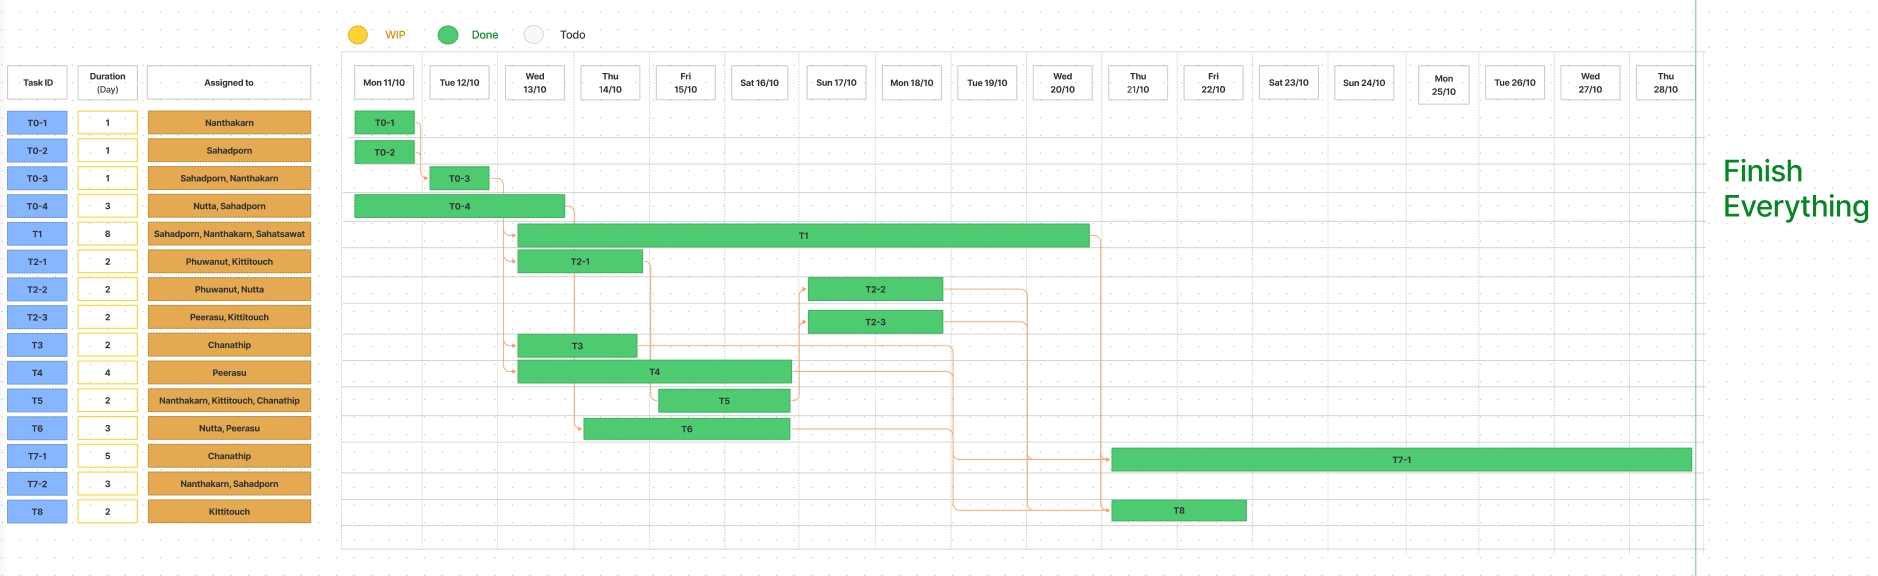 WIP Done Todo
Task ID Duration (Day) Assigned to Mon 11/10 Tue 12/10 Wed 13/10 Thu 14/10 Fri 15/10 Sat 16/10 Sun 17/10 Mon 18/10 Tue 19/10 Wed 20/10 Thu 21/10 Fri 22/10 Sat 23/10 Sun 24/10 Mon 25/10 Tue 26/10 Wed 27/10 Thu 28/10
T0-1 1 Nanthakarn T0-1
T0-2 1 Sahadporn T0-2
T0-3 1 Sahadporn, Nanthakarn T0-3
T0-4 3 Nutta, Sahadporn T0-4
T1 8 Sahadporn, Nanthakarn, Sahatsawat T1
T2-1 2 Phuwanut, Kittitouch T2-1
T2-2 2 Phuwanut, Nutta T2-2
T2-3 2 Peerasu, Kittitouch T2-3
T3 2 Chanathip T3
T4 4 Peerasu T4
T5 2 Nanthakarn, Kittitouch, Chanathip T5
T6 3 Nutta, Peerasu T6
T7-1 5 Chanathip T7-1
T7-2 3 Nanthakarn, Sahadporn
T8 2 Kittitouch T8
Finish
Everything